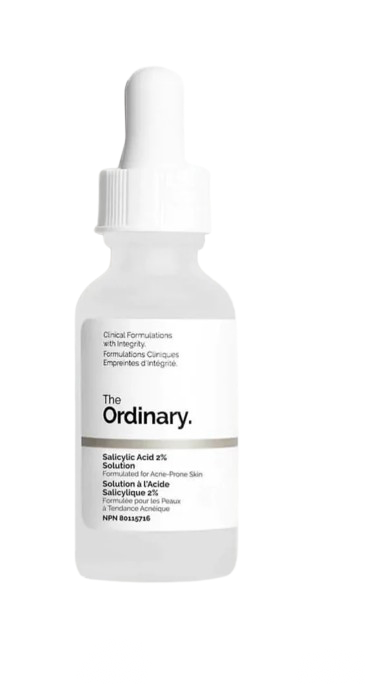 Clinical Formulations
with Integrity.
Formulations Cliniques
Empreintes d'Intégrité.
The
Ordinary.
Salicylic Acid 2%
Solution
Formulated for Acne-Prone Skin
Solution à l'Acide
Salicylique 2%
Formulée pour les Peaux
à Tendance Acnéique
NPN 80115716